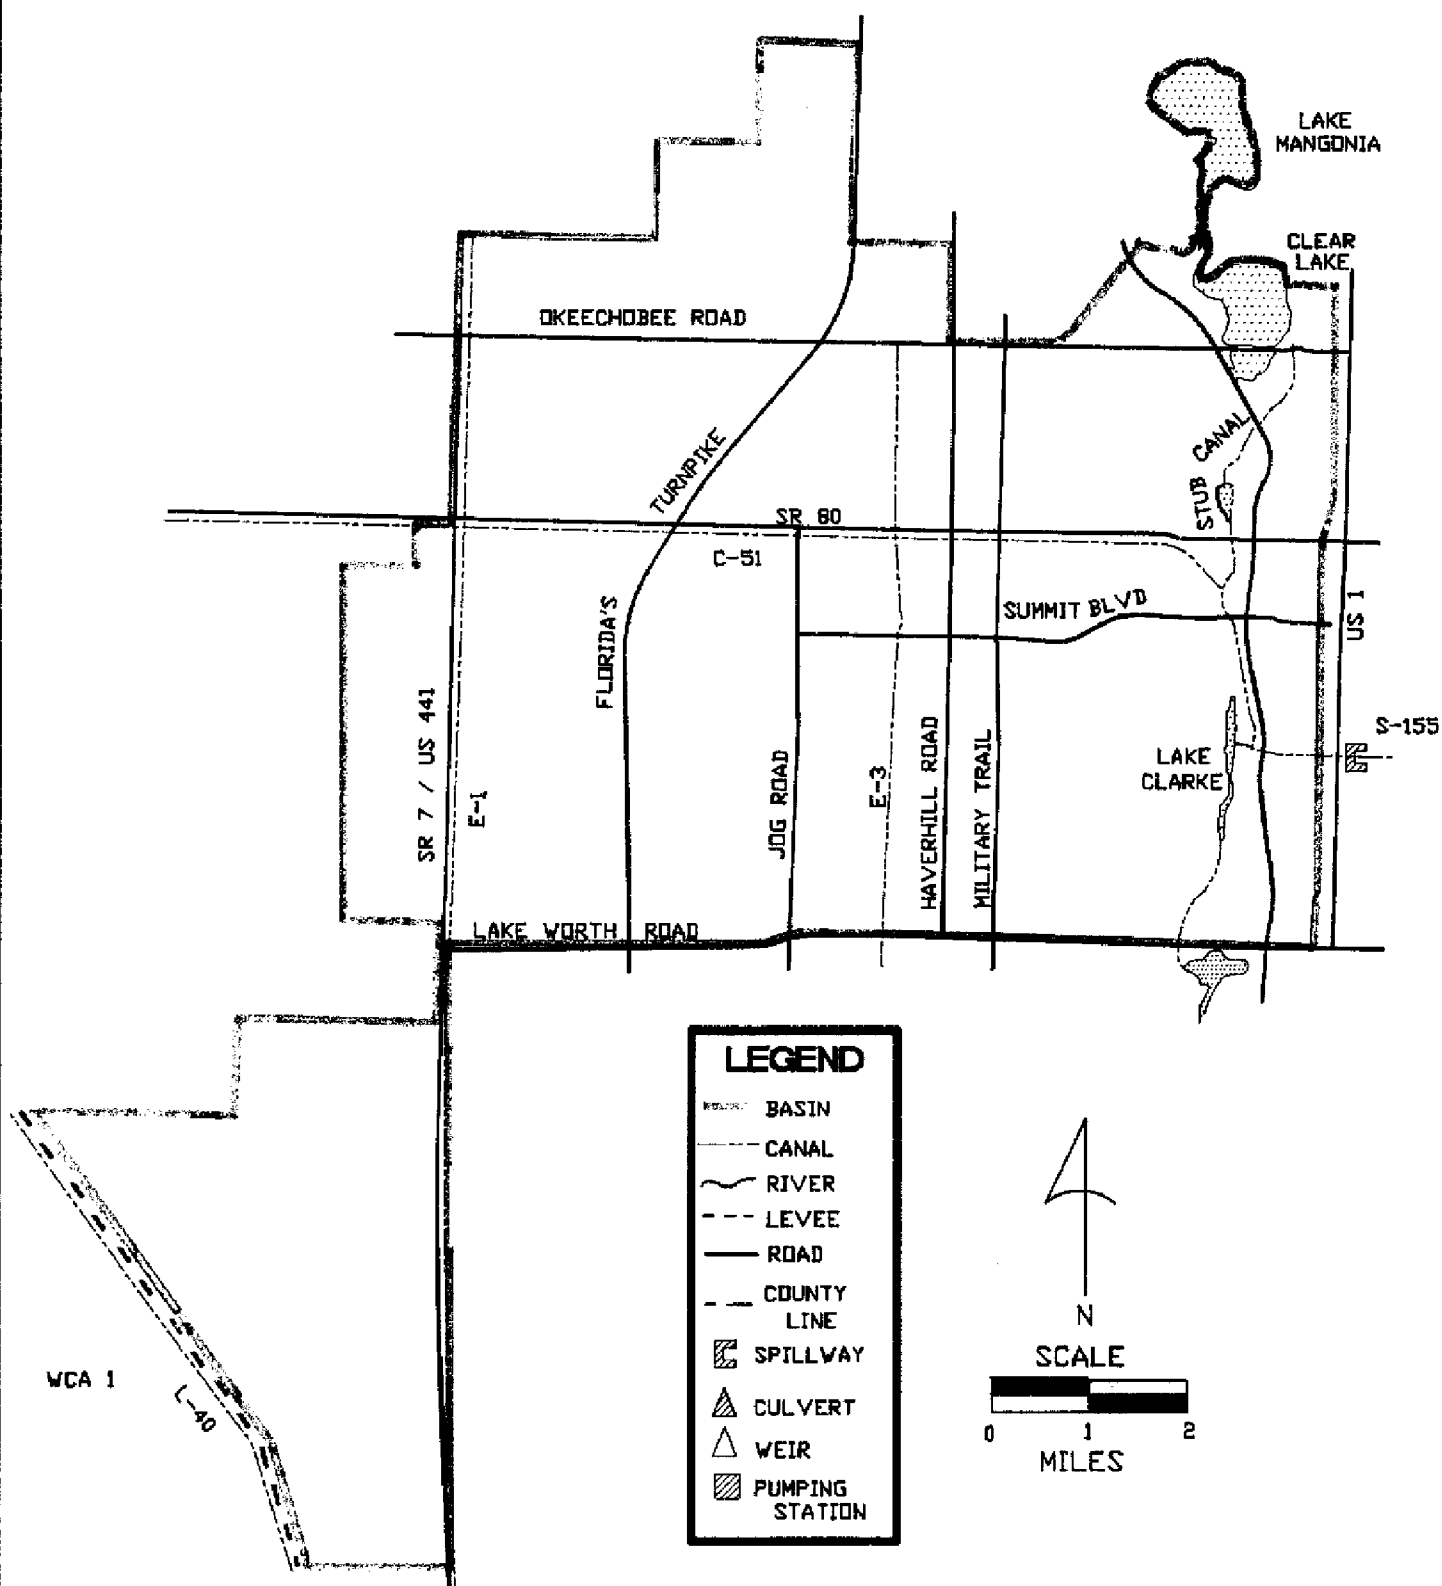 LAKE
MANGONIA
CLEAR
LAKE
OKEECHOBEE ROAD
TURNPIKE
STUB CANAL
SR 80
C-51
FLORIDA'S
SUMMIT BLVD
US 1
SR 7 / US 441
E-1
JOG ROAD
E-3
HAVERHILL ROAD
MILITARY TRAIL
LAKE
CLARKE
S-155
LAKE WORTH ROAD
LEGEND
BASIN
CANAL
RIVER
LEVEE
ROAD
COUNTY
LINE
SPILLWAY
CULVERT
WEIR
PUMPING
STATION
N
SCALE
0 1 2
MILES
WCA 1
L-40